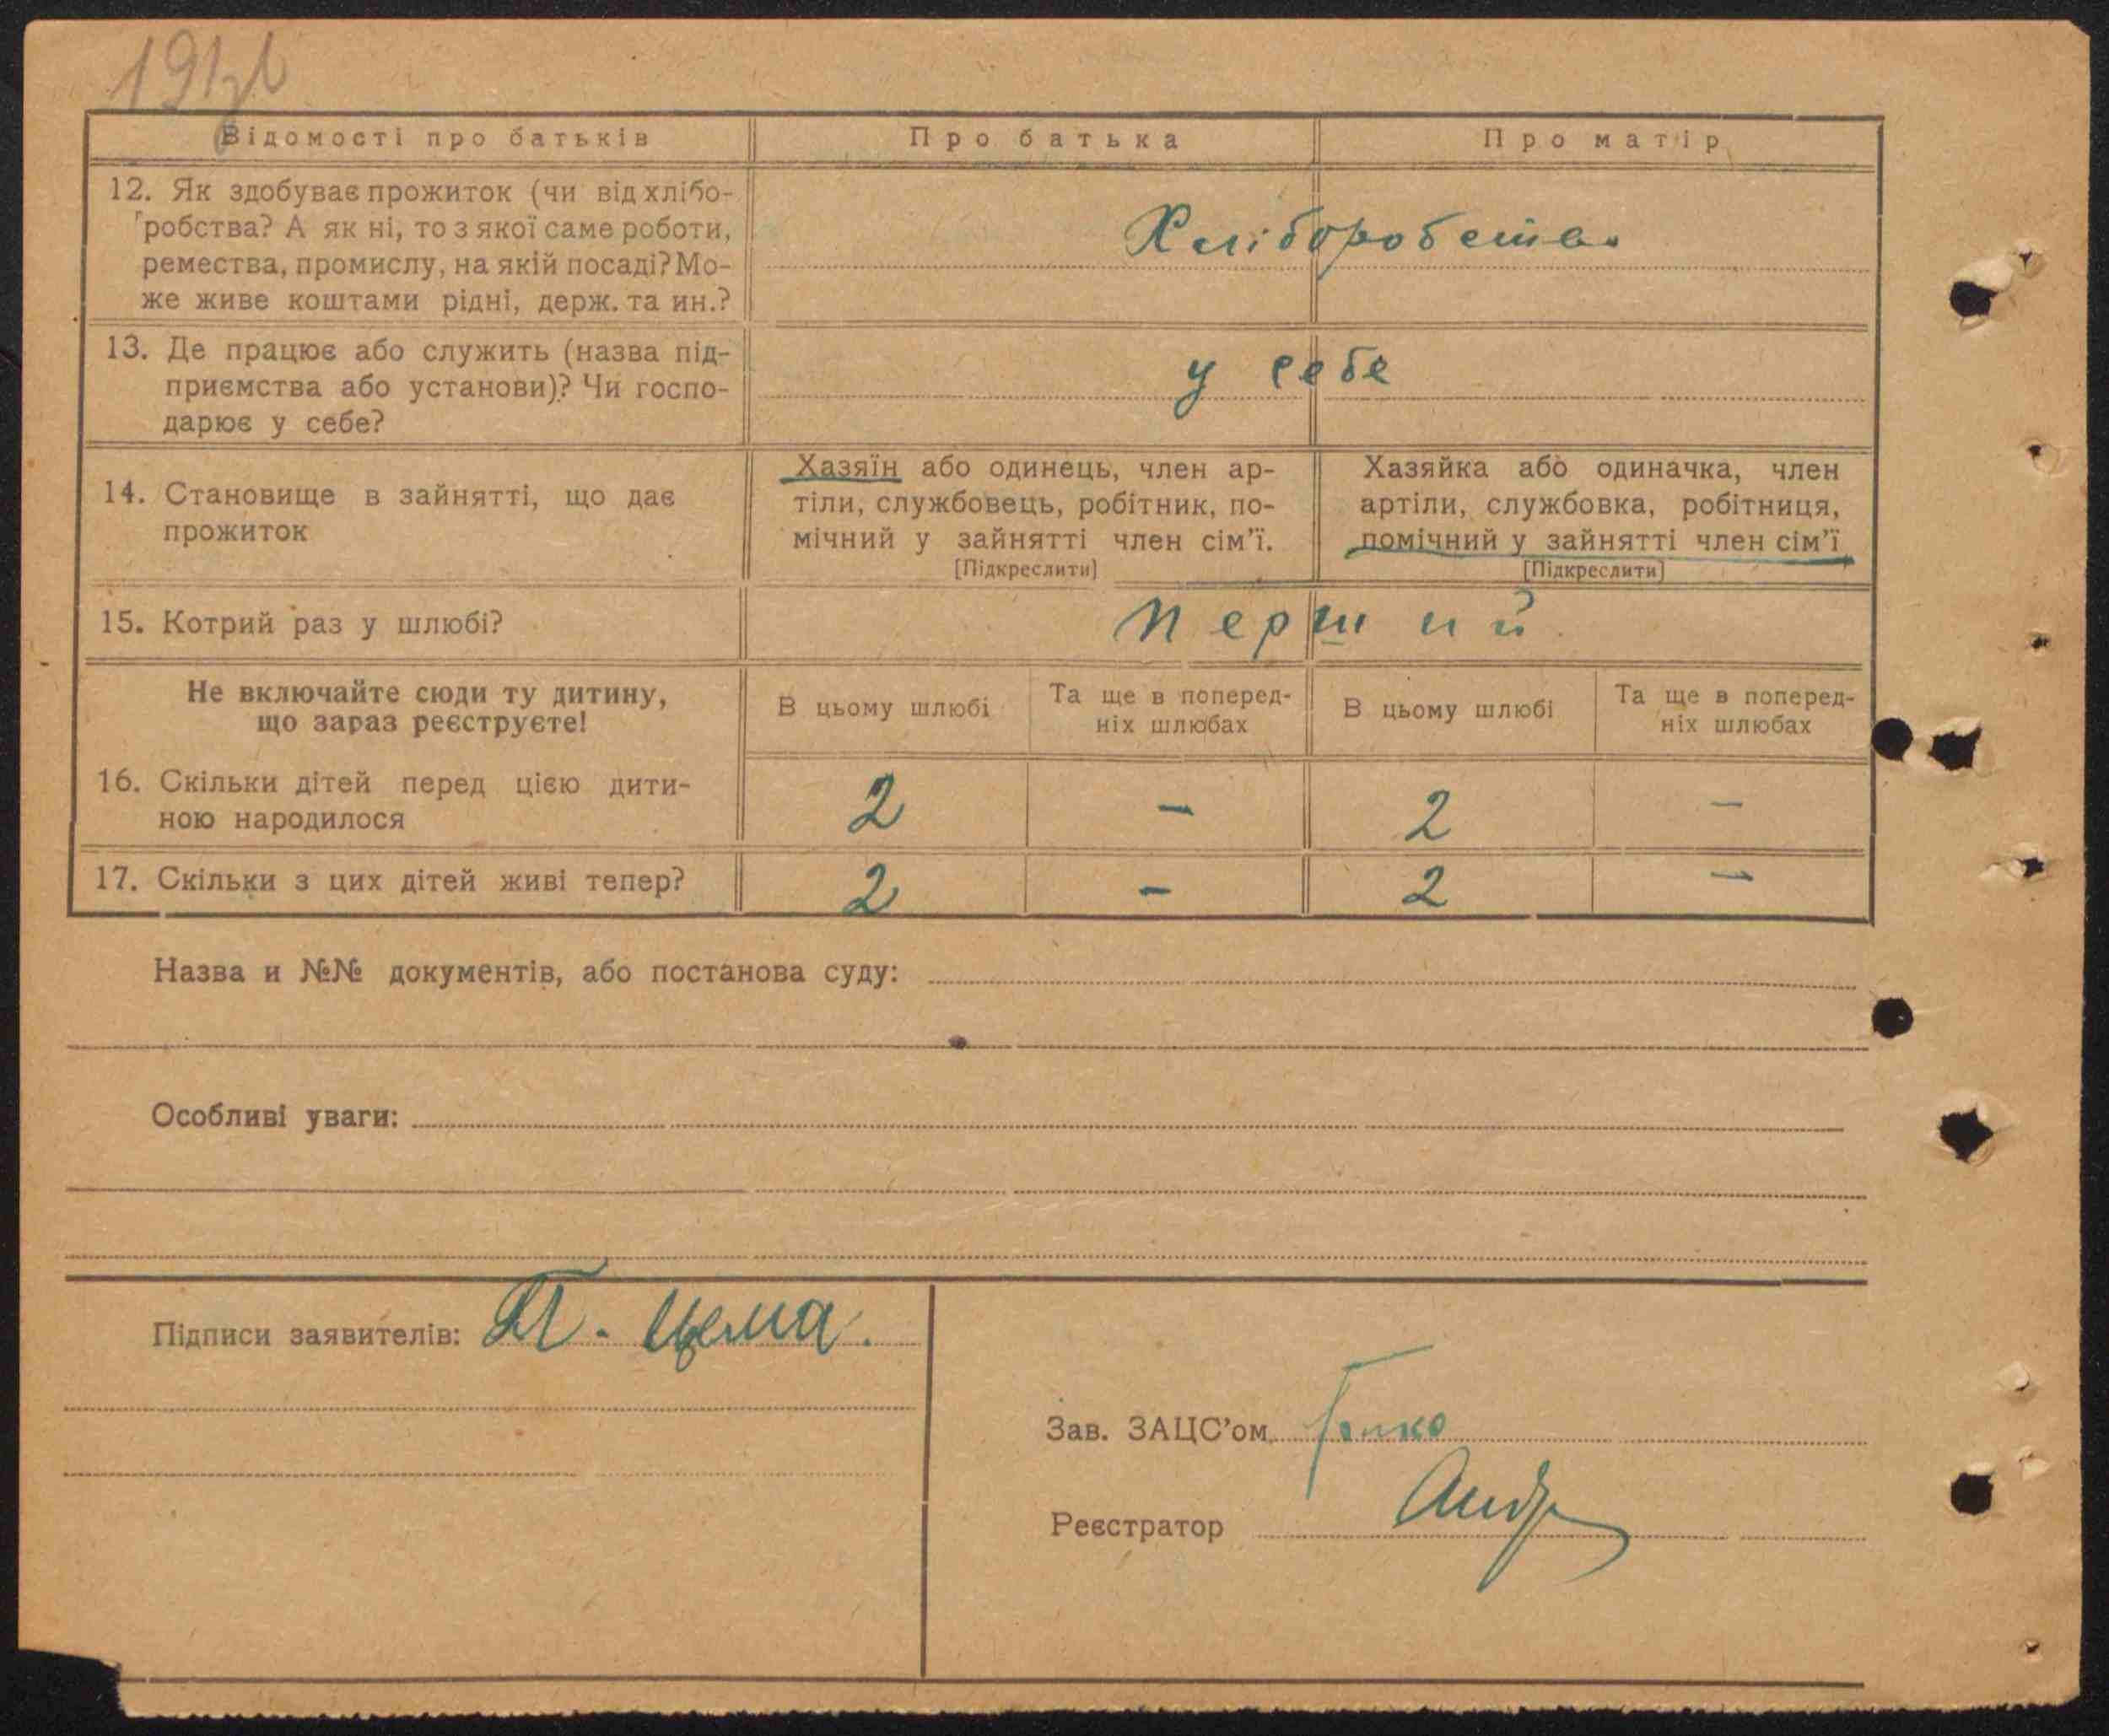 191зв
Відомості про батьків Про батька Про матір
12. Як здобуває прожиток (чи від хлібо-
робства? А як ні, то з якої саме роботи,
ремества, промислу, на якій посаді? Мо-
же живе коштами рідні, держ. та ин.?
Хліборобство
13. Де працює або служить (назва під-
приємства або установи)? Чи госпо-
дарює у себе?
у себе
14. Становище в зайнятті, що дає
прожиток
Хазяїн або одинець, член ар-
тіли, службовець, робітник, по-
мічний у зайнятті член сім'ї.
[Підкреслити]
Хазяйка або одиначка, член
артіли, службовка, робітниця,
помічний у зайнятті член сім'ї
[Підкреслити]
15. Котрий раз у шлюбі? перший
Не включайте сюди ту дитину,
що зараз реєструєте!
В цьому шлюбі
Та ще в поперед-
ніх шлюбах
В цьому шлюбі
Та ще в поперед-
ніх шлюбах
16. Скільки дітей перед цією дити-
ною народилося
2 - 2 -
17. Скільки з цих дітей живі тепер? 2 - 2 -
Назва и №№ документів, або постанова суду:
Особливі уваги:
Підписи заявителів: П. Цема.
Зав. ЗАЦС'ом
Реєстратор